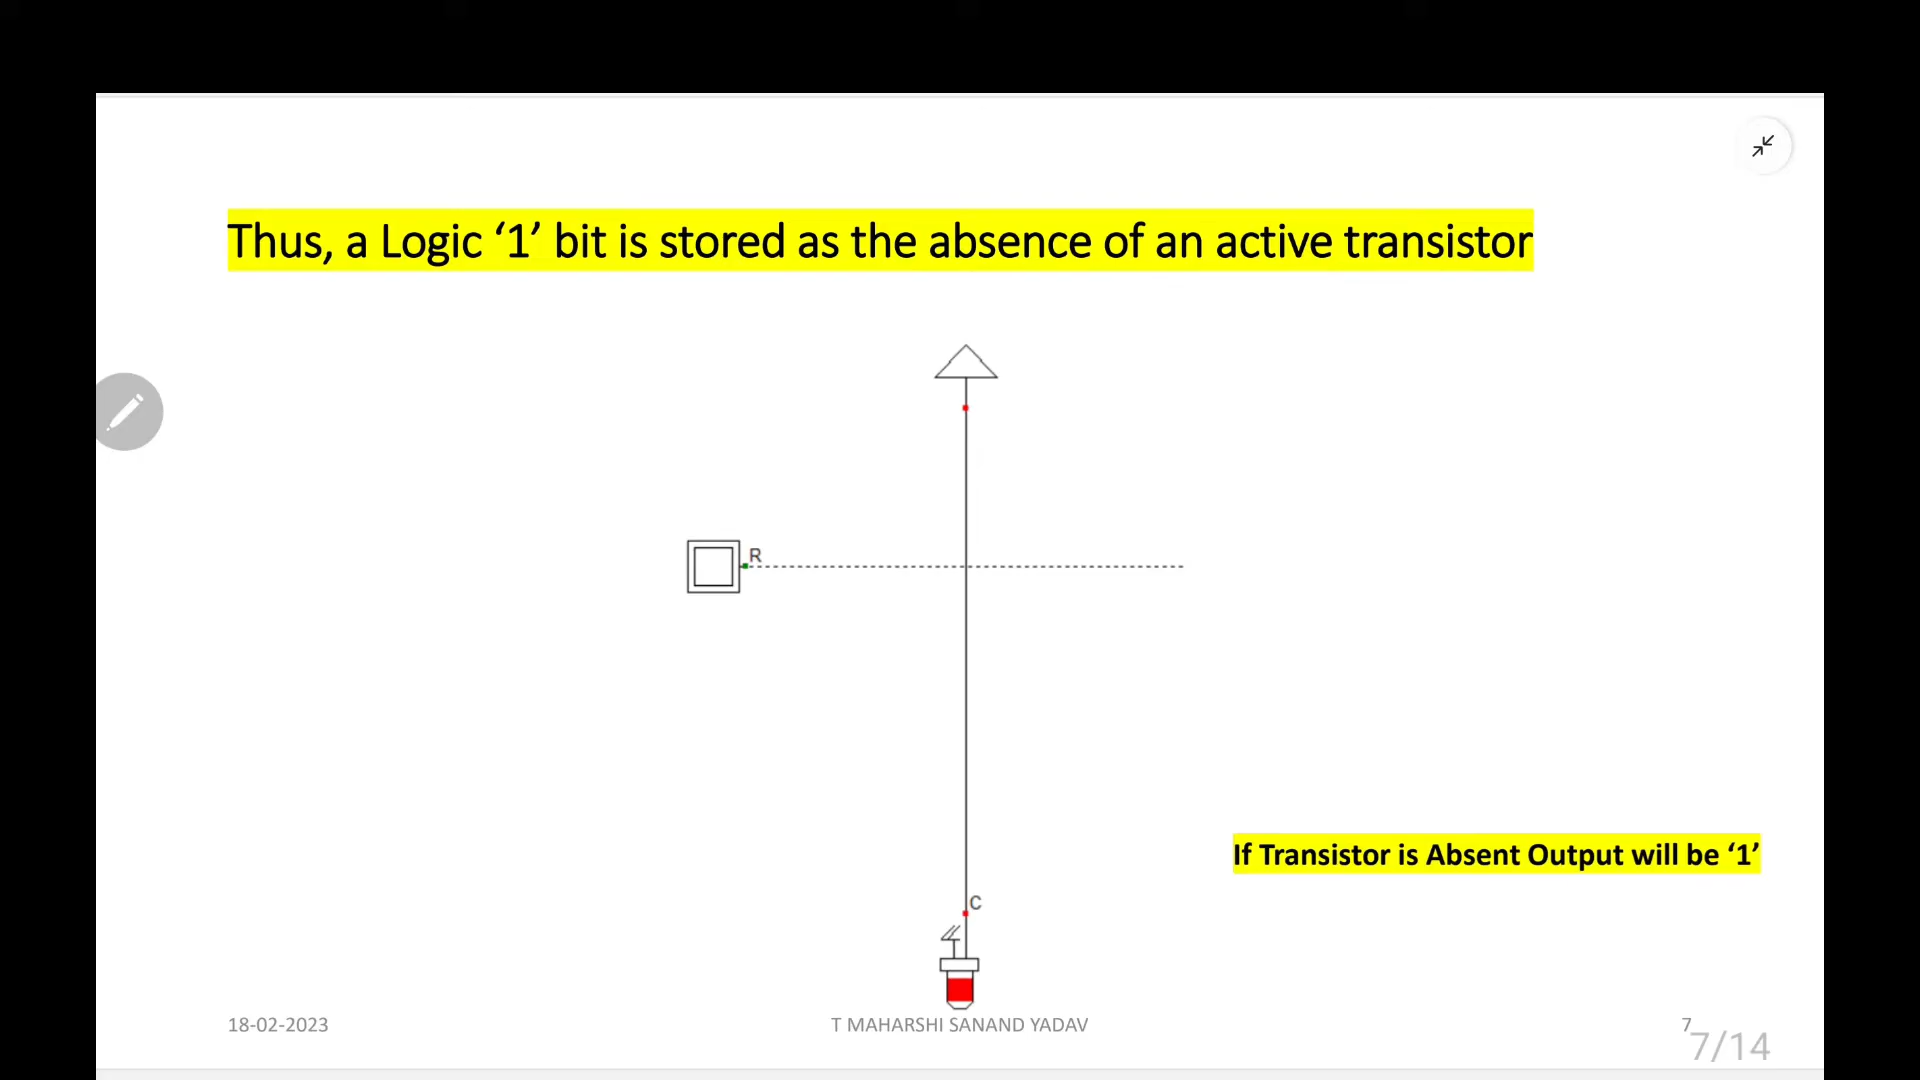 Thus, a Logic ‘1’ bit is stored as the absence of an active transistor
R
If Transistor is Absent Output will be ‘1’
C
18-02-2023
T MAHARSHI SANAND YADAV
7
7/14